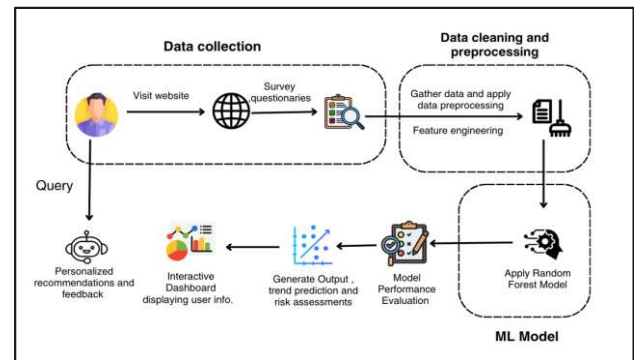 Data collection
Data cleaning and
preprocessing
Visit website
Survey
questionaries
Gather data and apply
data preprocessing
Feature engineering
Query
Personalized
recommendations and
feedback
Interactive
Dashboard
displaying user info.
Generate Output ,
trend prediction and
risk assessments
Model
Performance
Evaluation
Apply Random
Forest Model
ML Model